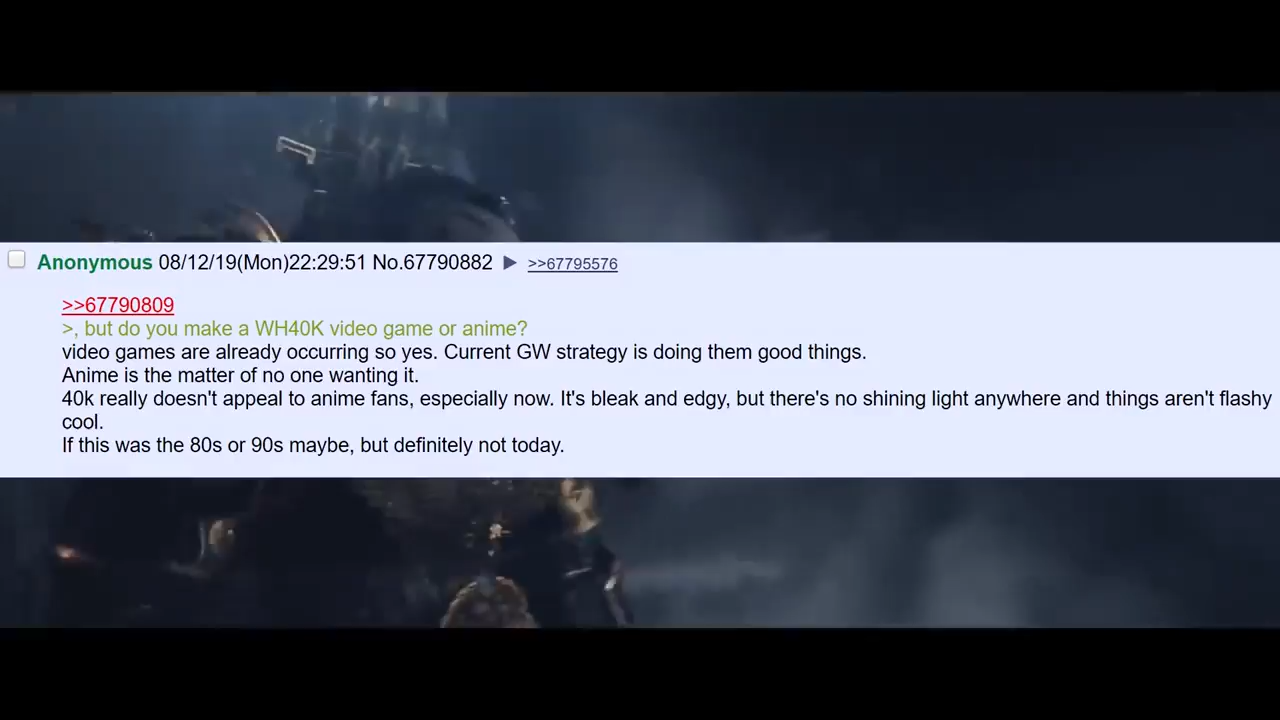 Anonymous 08/12/19(Mon)22:29:51 No.67790882 ▶ >>67795576
>>67790809
>, but do you make a WH40K video game or anime?
video games are already occurring so yes. Current GW strategy is doing them good things.
Anime is the matter of no one wanting it.
40k really doesn't appeal to anime fans, especially now. It's bleak and edgy, but there's no shining light anywhere and things aren't flashy
cool.
If this was the 80s or 90s maybe, but definitely not today.